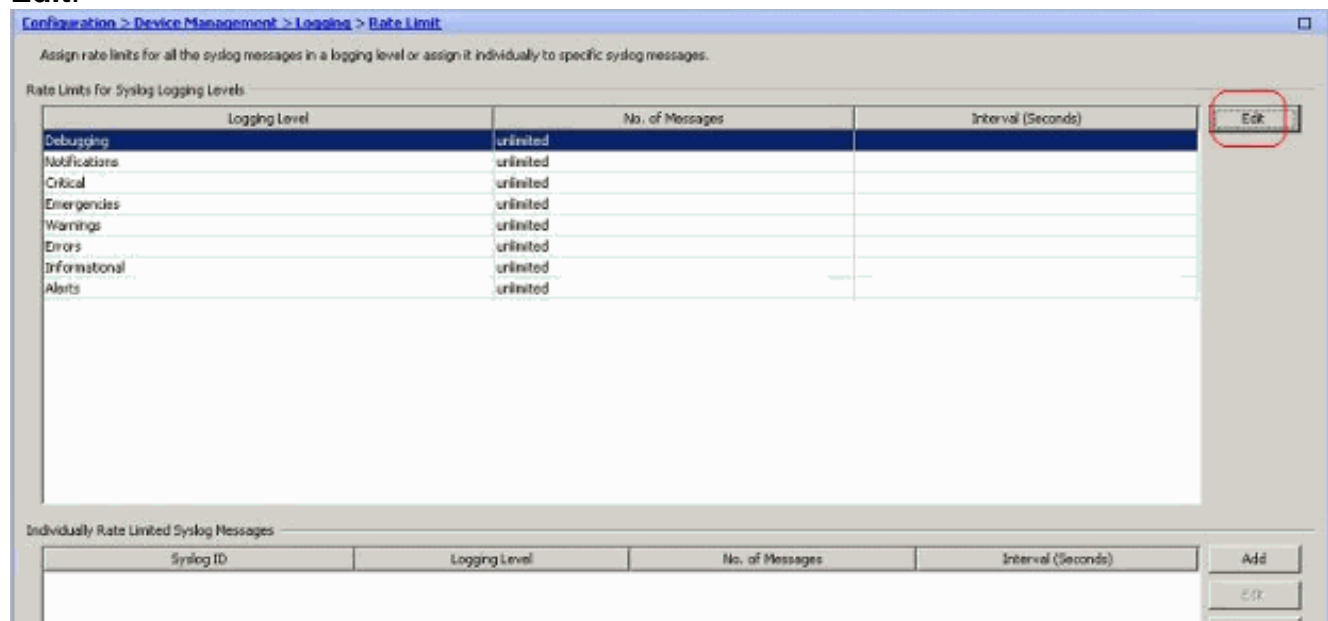 Edit.
Configuration > Device Management > Logging > Rate Limit
Assign rate limits for all the syslog messages in a logging level or assign it individually to specific syslog messages.
Rate Limits for Syslog Logging Levels
Logging Level No. of Messages Interval (Seconds) Edit
Debugging unlimited
Notifications unlimited
Critical unlimited
Emergencies unlimited
Warnings unlimited
Errors unlimited
Informational unlimited
Alerts unlimited
Individually Rate Limited Syslog Messages
Syslog ID Logging Level No. of Messages Interval (Seconds) Add
Edit